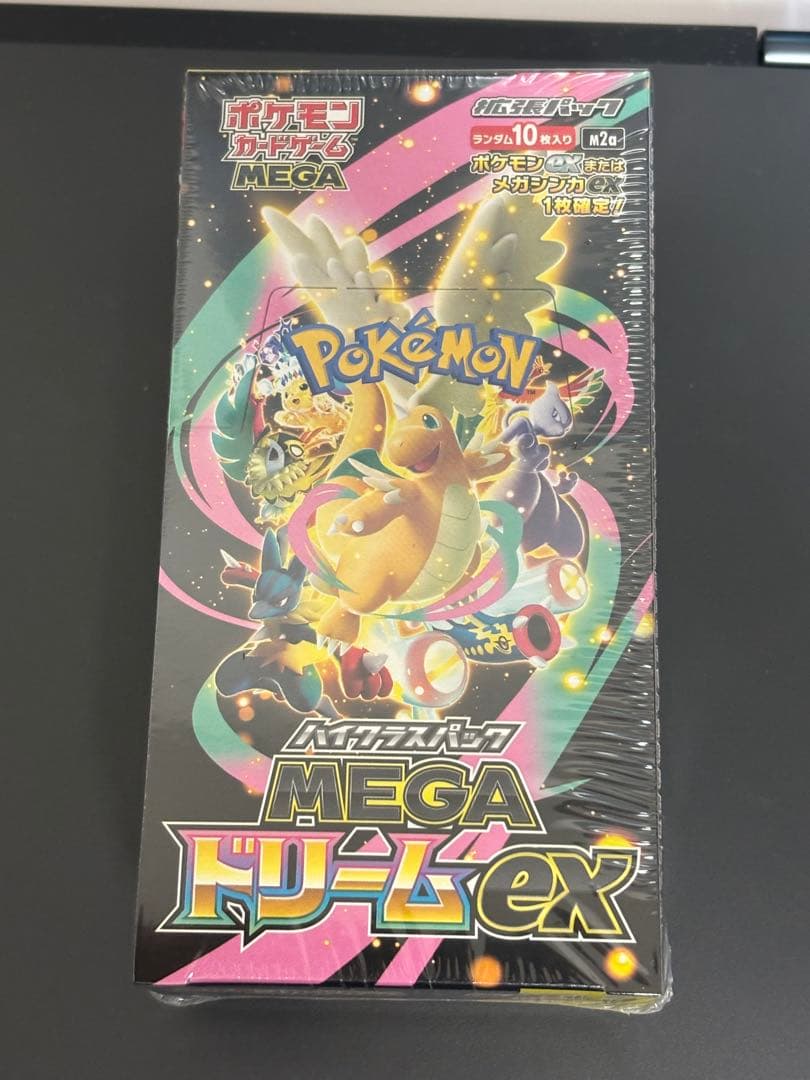 ポケモン
カードゲーム
MEGA
拡張パック
ランダム10枚入り M2a
ポケモンexまたは
メガシンカex
1枚確定!
POKéMON
TM
ハイクラスパック
MEGA
ドリームex